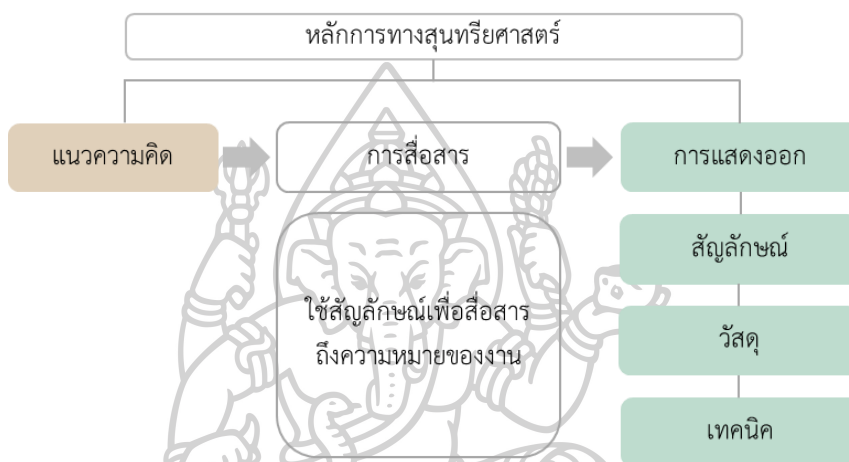 หลักการทางสุนทรียศาสตร์
แนวความคิด
การสื่อสาร
การแสดงออก
สัญลักษณ์
ใช้สัญลักษณ์เพื่อสื่อสาร
ถึงความหมายของงาน
วัสดุ
เทคนิค